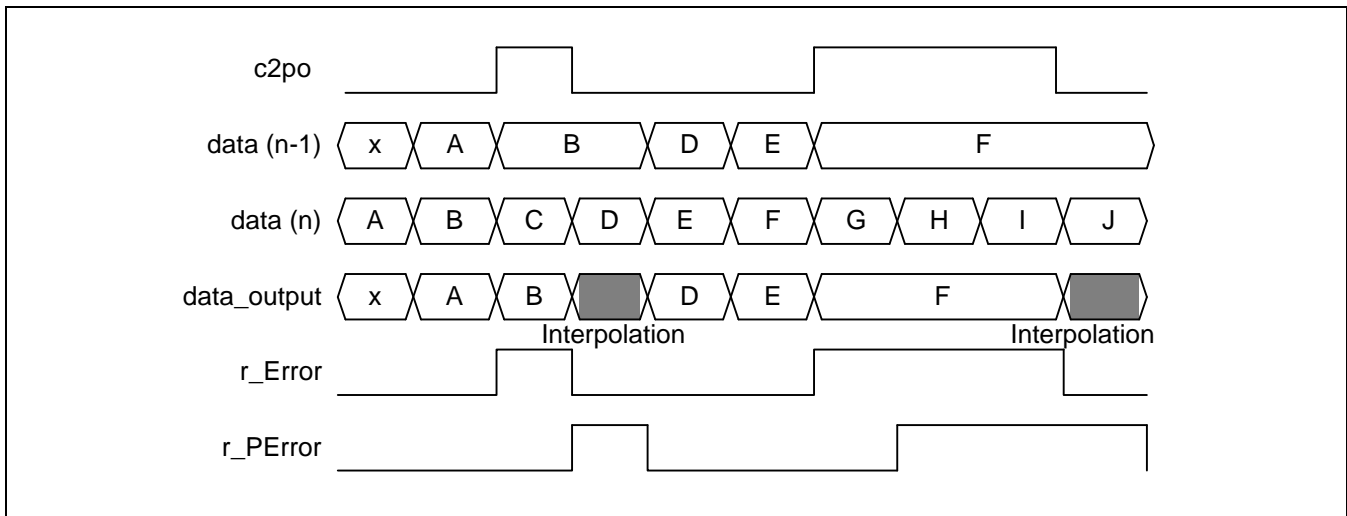 c2po
data (n-1) x A B D E F
data (n) A B C D E F G H I J
data_output x A B D E F
Interpolation Interpolation
r_Error
r_PError